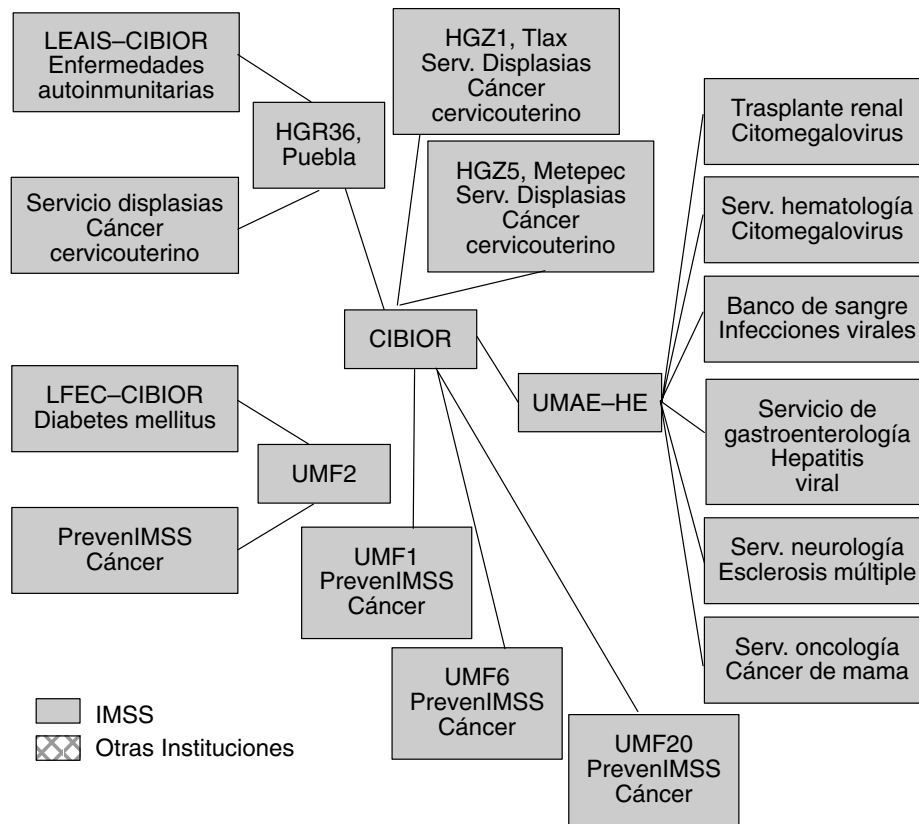 LEAIS–CIBIOR
Enfermedades
autoinmunitarias
HGR36,
Puebla
Servicio displasias
Cáncer
cervicouterino
HGZ1, Tlax
Serv. Displasias
Cáncer
cervicouterino
HGZ5, Metepec
Serv. Displasias
Cáncer
cervicouterino
CIBIOR
UMAE–HE
Trasplante renal
Citomegalovirus
Serv. hematología
Citomegalovirus
Banco de sangre
Infecciones virales
Servicio de
gastroenterología
Hepatitis
viral
Serv. neurología
Esclerosis múltiple
Serv. oncología
Cáncer de mama
LFEC–CIBIOR
Diabetes mellitus
UMF2
PrevenIMSS
Cáncer
UMF1
PrevenIMSS
Cáncer
UMF6
PrevenIMSS
Cáncer
UMF20
PrevenIMSS
Cáncer
IMSS
Otras Instituciones